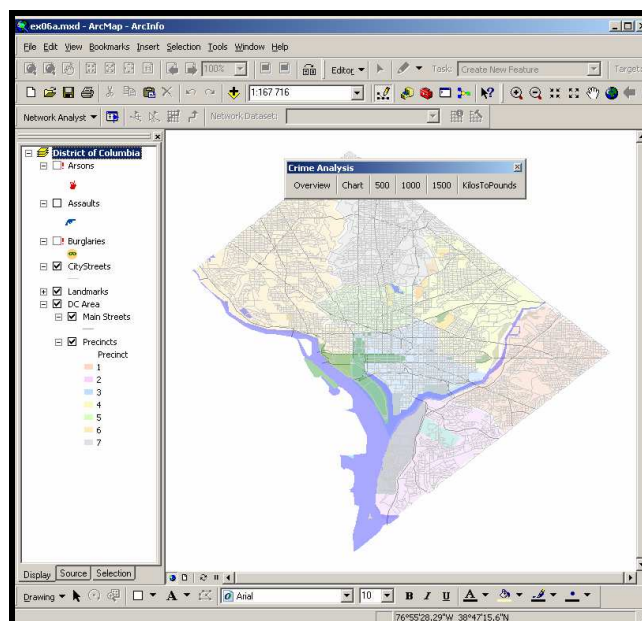 ex06a.mxd - ArcMap - ArcInfo
File Edit View Bookmarks Insert Selection Tools Window Help
100% Editor Task: Create New Feature Target:
1:167 716
Network Analyst Network Dataset:
District of Columbia
Arsons
Assaults
Burglaries
CityStreets
Landmarks
DC Area
Main Streets
Precincts
Precinct
1
2
3
4
5
6
7
Crime Analysis
Overview Chart 500 1000 1500 KilosToPounds
Display Source Selection
Drawing A Arial 10 B I U A
76°55'28.29"W 38°47'15.6"N